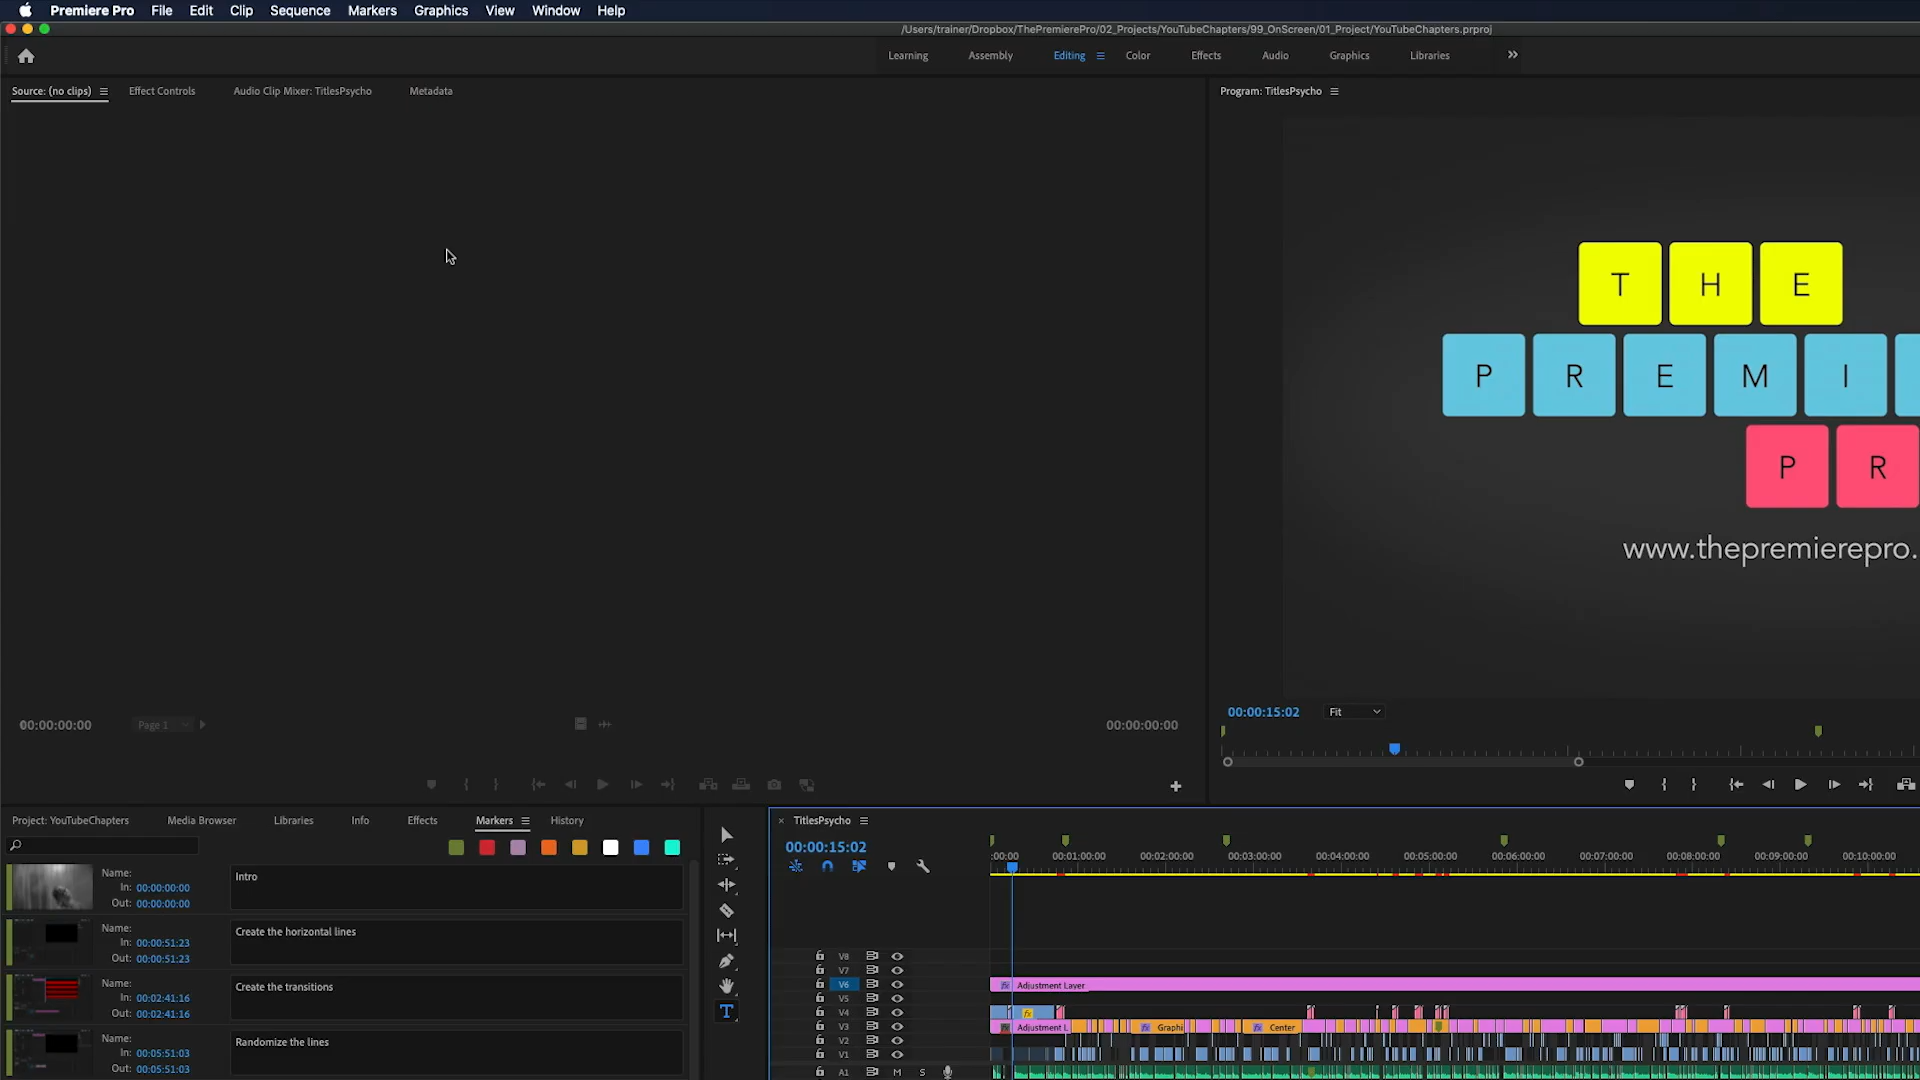 Premiere Pro File Edit Clip Sequence Markers Graphics View Window Help
/Users/trainer/Dropbox/ThePremierePro/02_Projects/YouTubeChapters/99_OnScreen/01_Project/YouTubeChapters.prproj
Learning Assembly Editing Color Effects Audio Graphics Libraries
Source: (no clips) Effect Controls Audio Clip Mixer: TitlesPsycho Metadata
Program: TitlesPsycho
T H E
P R E M I
P R
www.thepremierepro.
00:00:15:02 Fit
00:00:00:00 Page 1 00:00:00:00
Project: YouTubeChapters Media Browser Libraries Info Effects Markers History
Name:
In: 00:00:00:00
Out: 00:00:00:00
Intro
Name:
In: 00:00:51:23
Out: 00:00:51:23
Create the horizontal lines
Name:
In: 00:02:41:16
Out: 00:02:41:16
Create the transitions
Name:
In: 00:05:51:03
Out: 00:05:51:03
Randomize the lines
T
TitlesPsycho
00:00:15:02
:00:00 00:01:00:00 00:02:00:00 00:03:00:00 00:04:00:00 00:05:00:00 00:06:00:00 00:07:00:00 00:08:00:00 00:09:00:00 00:10:00:00
V8
V7
V6 fx Adjustment Layer
V5
V4 fx
V3 fx Adjustment L fx Graphi fx Center
V2
V1
A1 M S